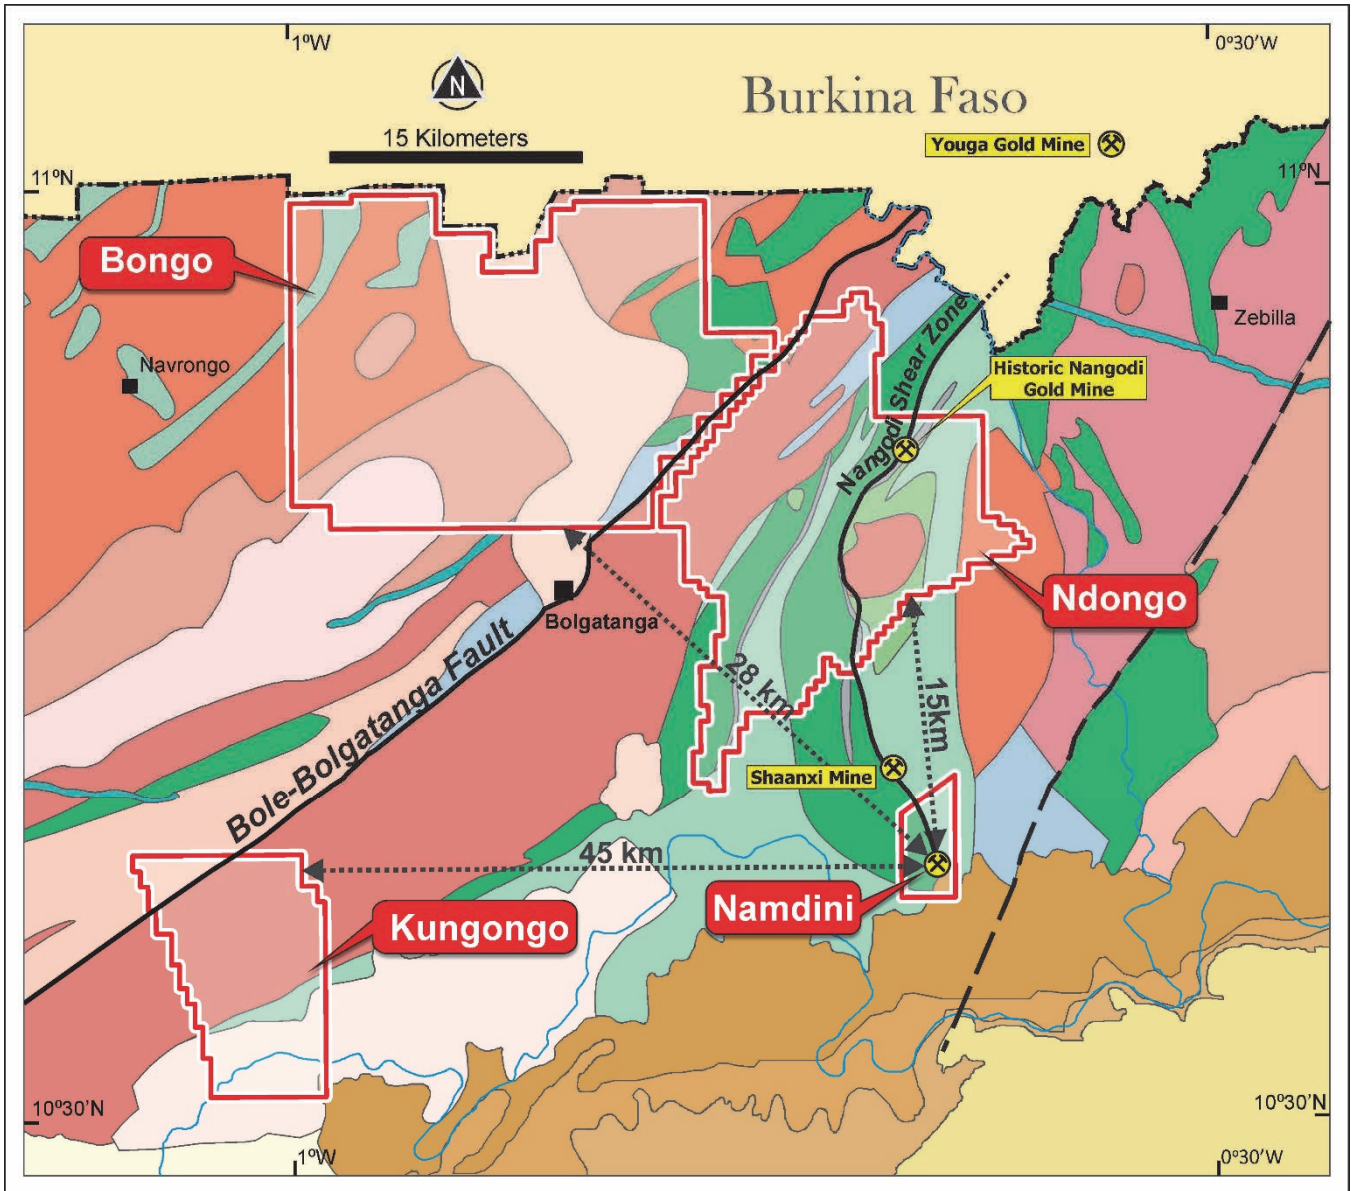 1ºW
0º30'W
N
Burkina Faso
15 Kilometers
Youga Gold Mine
11ºN
11ºN
Bongo
Zebilla
Navrongo
Nangodi Shear Zone
Historic Nangodi
Gold Mine
Ndongo
Bolgatanga
Bole-Bolgatanga Fault
28 km
15km
Shaanxi Mine
45 km
Namdini
Kungongo
10º30'N
10º30'N
1ºW
0º30'W